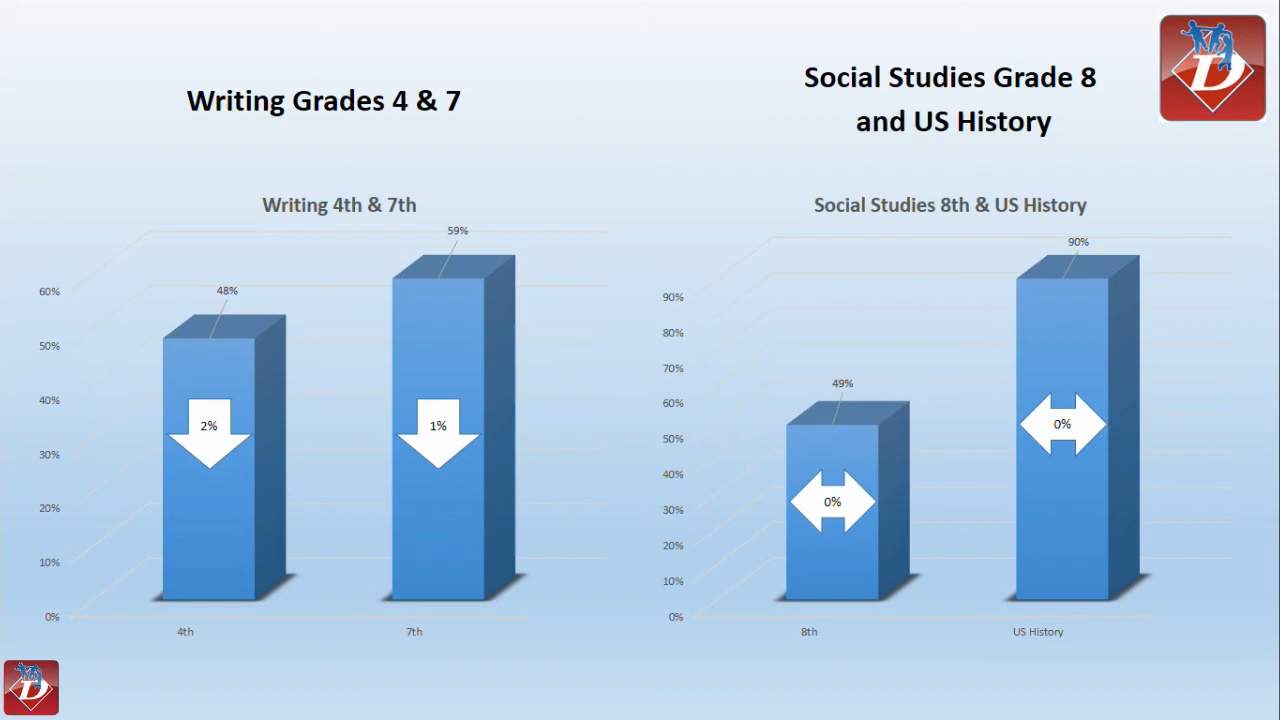 Writing Grades 4 & 7
Social Studies Grade 8
and US History
D
Writing 4th & 7th
60%
50%
40%
30%
20%
10%
0%
48%
59%
2%
1%
4th
7th
Social Studies 8th & US History
90%
80%
70%
60%
50%
40%
30%
20%
10%
0%
49%
90%
0%
0%
8th
US History
D